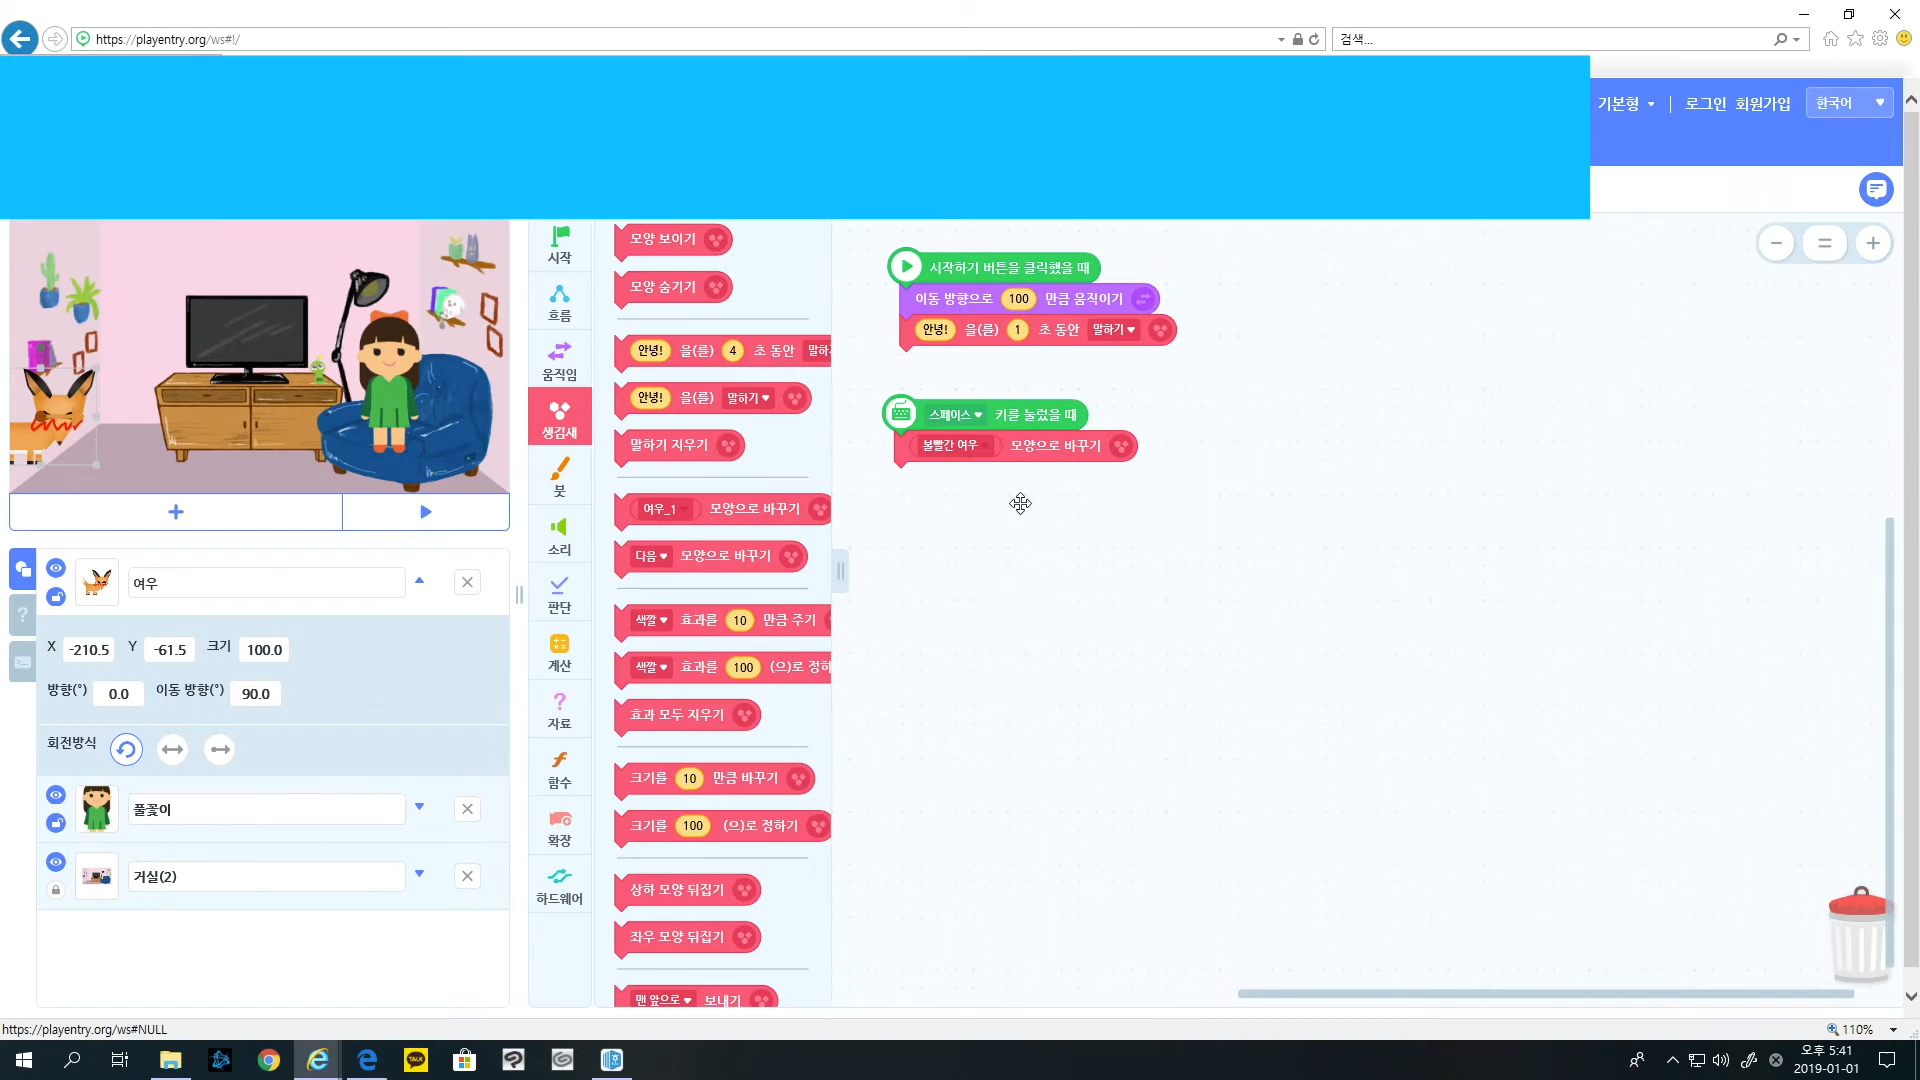 https://playentry.org/ws#!/
검색...
기본형
로그인 회원가입
한국어
시작
흐름
움직임
생김새
붓
소리
판단
계산
자료
함수
확장
하드웨어
모양 보이기
모양 숨기기
안녕! 을(를) 4 초 동안 말하
안녕! 을(를) 말하기
말하기 지우기
여우_1 모양으로 바꾸기
다음 모양으로 바꾸기
색깔 효과를 10 만큼 주기
색깔 효과를 100 (으)로 정하
효과 모두 지우기
크기를 10 만큼 바꾸기
크기를 100 (으)로 정하기
상하 모양 뒤집기
좌우 모양 뒤집기
맨 앞으로 보내기
시작하기 버튼을 클릭했을 때
이동 방향으로 100 만큼 움직이기
안녕! 을(를) 1 초 동안 말하기
스페이스 키를 눌렀을 때
볼빨간 여우 모양으로 바꾸기
여우
X -210.5 Y -61.5 크기 100.0
방향(°) 0.0 이동 방향(°) 90.0
회전방식
풀꽃이
거실(2)
https://playentry.org/ws#NULL
110%
TALK
오후 5:41
2019-01-01